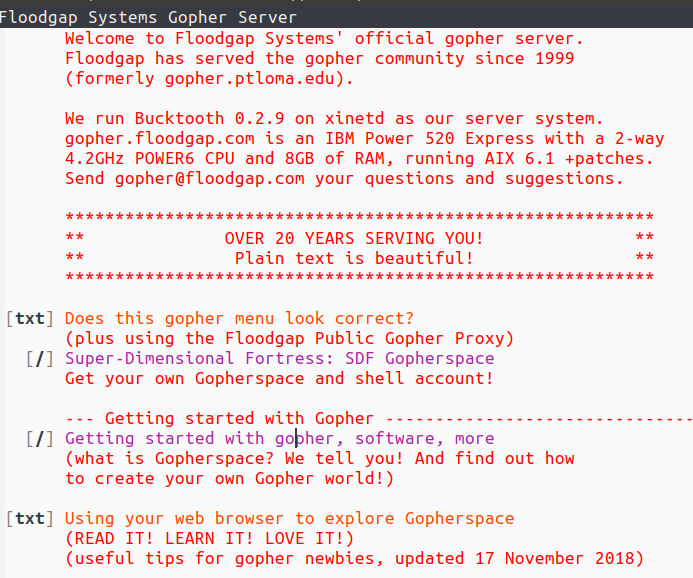 Floodgap Systems Gopher Server
Welcome to Floodgap Systems' official gopher server.
Floodgap has served the gopher community since 1999
(formerly gopher.ptloma.edu).
We run Bucktooth 0.2.9 on xinetd as our server system.
gopher.floodgap.com is an IBM Power 520 Express with a 2-way
4.2GHz POWER6 CPU and 8GB of RAM, running AIX 6.1 +patches.
Send gopher@floodgap.com your questions and suggestions.
***********************************************************
** OVER 20 YEARS SERVING YOU! **
** Plain text is beautiful! **
***********************************************************
[txt] Does this gopher menu look correct?
(plus using the Floodgap Public Gopher Proxy)
[/] Super-Dimensional Fortress: SDF Gopherspace
Get your own Gopherspace and shell account!
--- Getting started with Gopher -------------------------------
[/] Getting started with gopher, software, more
(what is Gopherspace? We tell you! And find out how
to create your own Gopher world!)
[txt] Using your web browser to explore Gopherspace
(READ IT! LEARN IT! LOVE IT!)
(useful tips for gopher newbies, updated 17 November 2018)